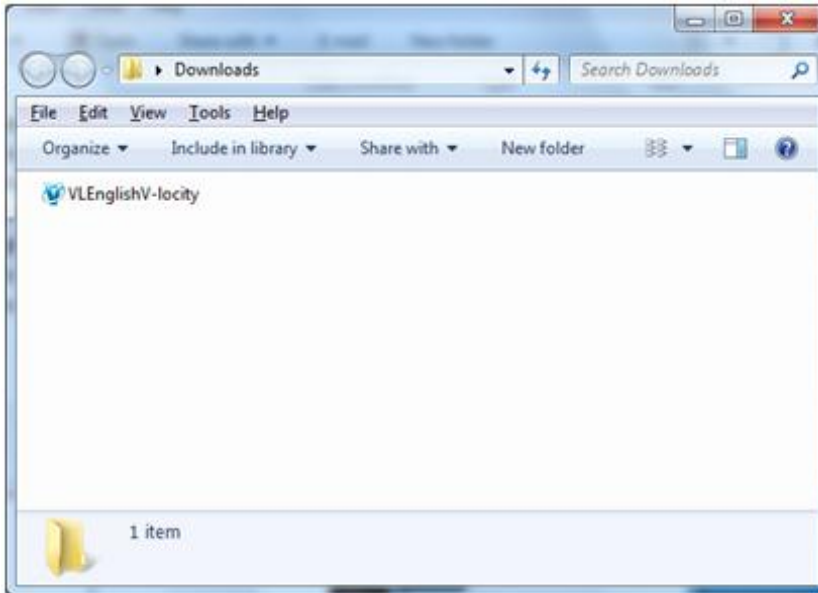 Downloads
Search Downloads
File Edit View Tools Help
Organize Include in library Share with New folder
VLEnglishV-locity
1 item